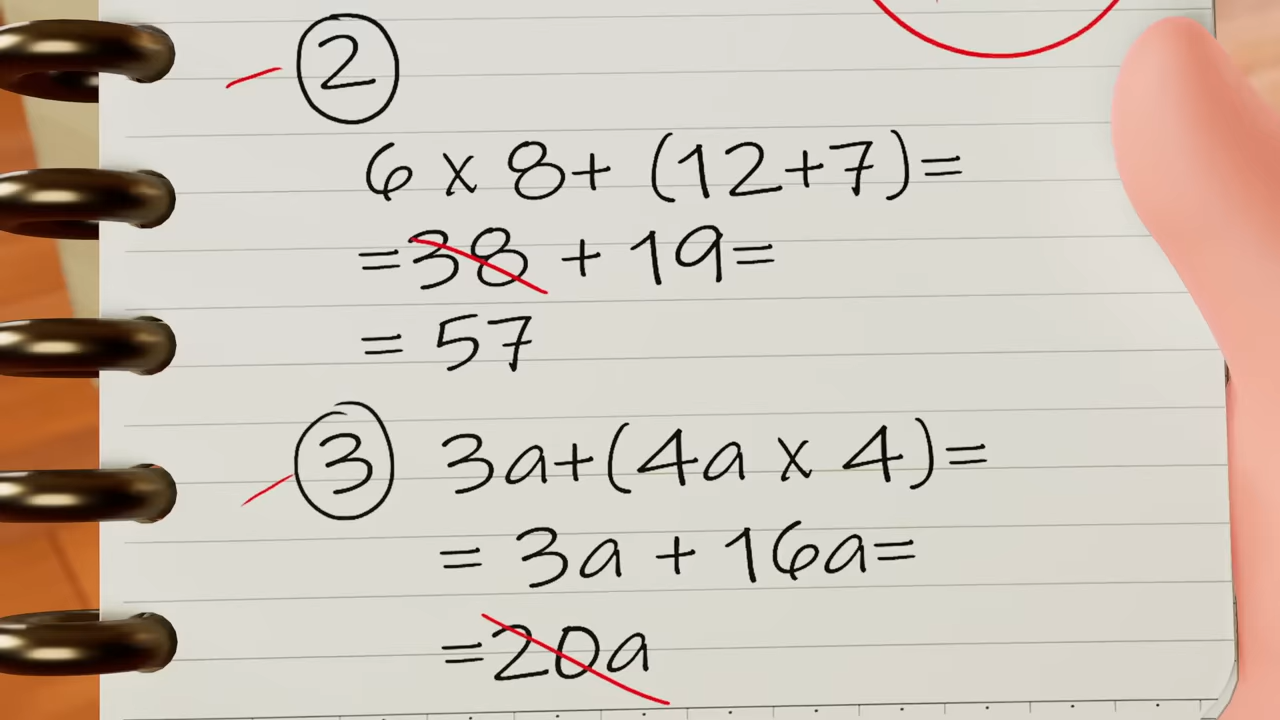 2
6 x 8+ (12+7)=
=38 + 19=
= 57
3 3a+(4a x 4)=
= 3a + 16a=
=20a